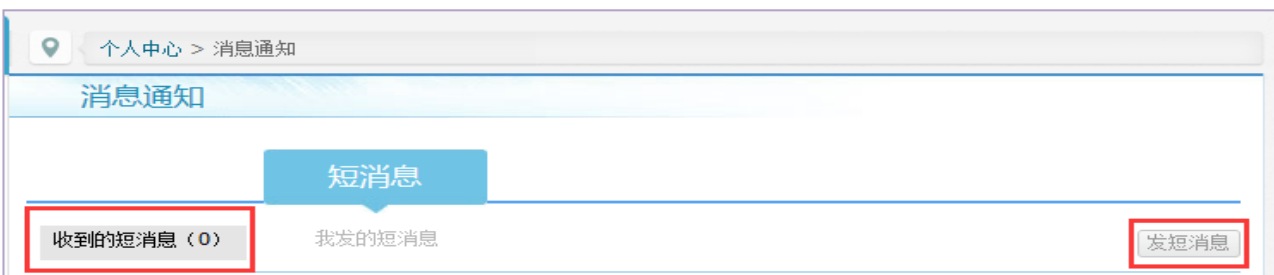 个人中心 > 消息通知
消息通知
短消息
收到的短消息（0） 我发的短消息 发短消息